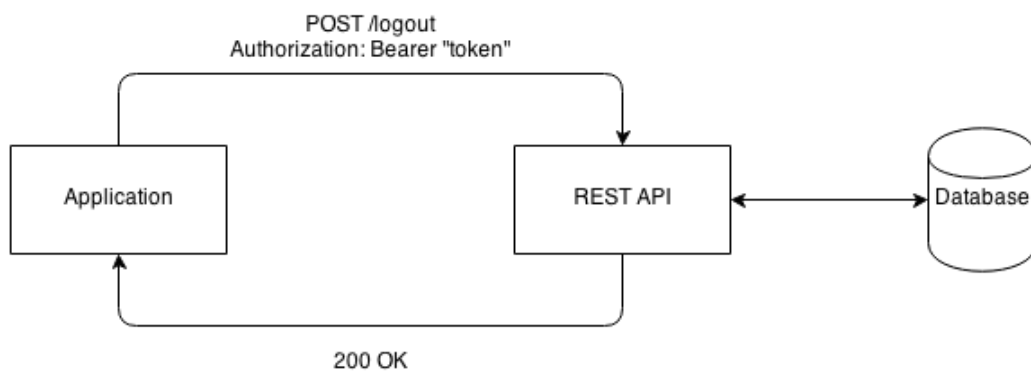 POST /logout
Authorization: Bearer "token"
Application
REST API
Database
200 OK